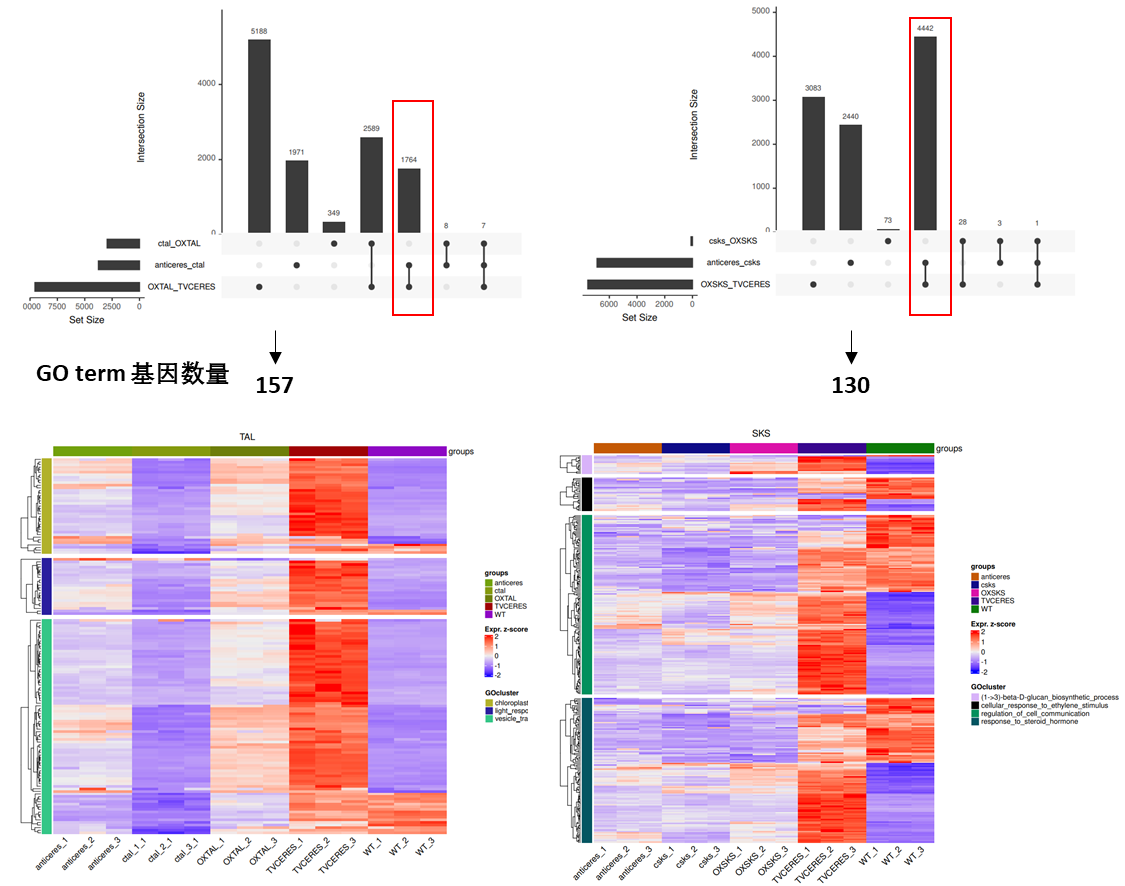 5188
1971
349
2589
1764
8
7
4000
2000
0
Intersection Size
ctal_OXTAL
anticeres_ctal
OXTAL_TVCERES
0000 7500 5000 2500 0
Set Size
5000
4000
3000
2000
1000
0
Intersection Size
3083
2440
73
4442
28
3
1
csks_OXSKS
anticeres_csks
OXSKS_TVCERES
6000 4000 2000 0
Set Size
GO term 基因数量
157
130
TAL
groups
groups
anticeres
ctal
OXTAL
TVCERES
WT
Expr. z-score
2
1
0
-1
-2
GOcluster
chloroplast
light_respo
vesicle_tra
anticeres_1
anticeres_2
anticeres_3
ctal_1_1
ctal_2_1
ctal_3_1
OXTAL_1
OXTAL_2
OXTAL_3
TVCERES_1
TVCERES_2
TVCERES_3
WT_1
WT_2
WT_3
SKS
groups
groups
anticeres
csks
OXSKS
TVCERES
WT
Expr. z-score
2
1
0
-1
-2
GOcluster
(1->3)-beta-D-glucan_biosynthetic_process
cellular_response_to_ethylene_stimulus
regulation_of_cell_communication
response_to_steroid_hormone
anticeres_1
anticeres_2
anticeres_3
csks_1
csks_2
csks_3
OXSKS_1
OXSKS_2
OXSKS_3
TVCERES_1
TVCERES_2
TVCERES_3
WT_1
WT_2
WT_3